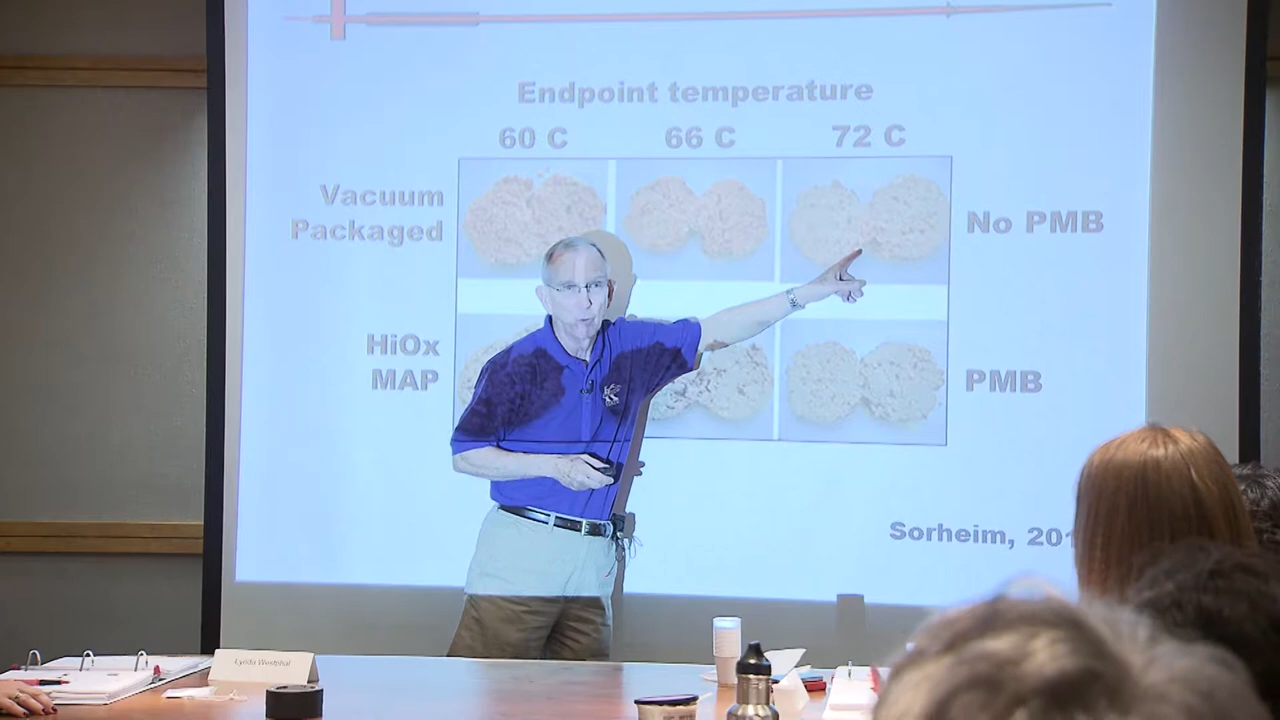 Endpoint temperature
60 C 66 C 72 C
Vacuum
Packaged
No PMB
HiOx
MAP
PMB
Sorheim, 201
Lynda Westphal